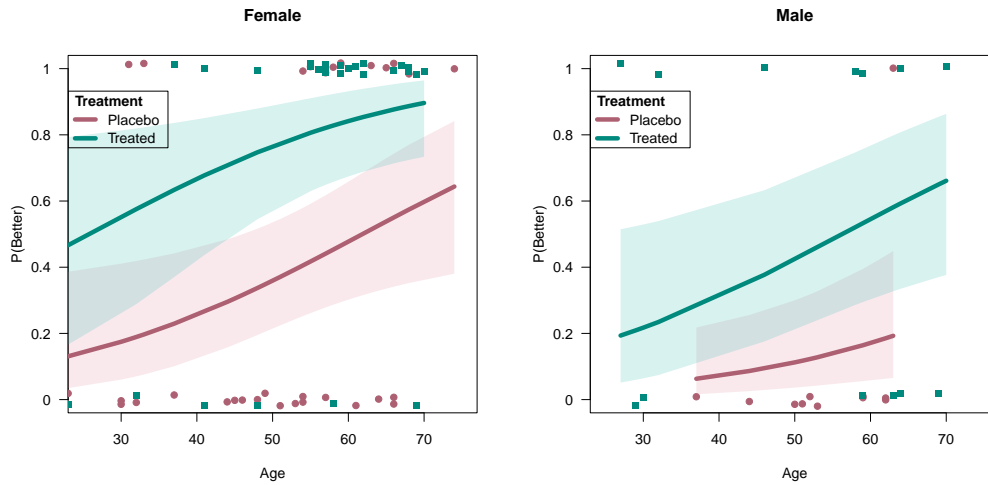 Female
P(Better)
1
0.8
0.6
0.4
0.2
0
Treatment
Placebo
Treated
30 40 50 60 70
Age
Male
P(Better)
1
0.8
0.6
0.4
0.2
0
Treatment
Placebo
Treated
30 40 50 60 70
Age